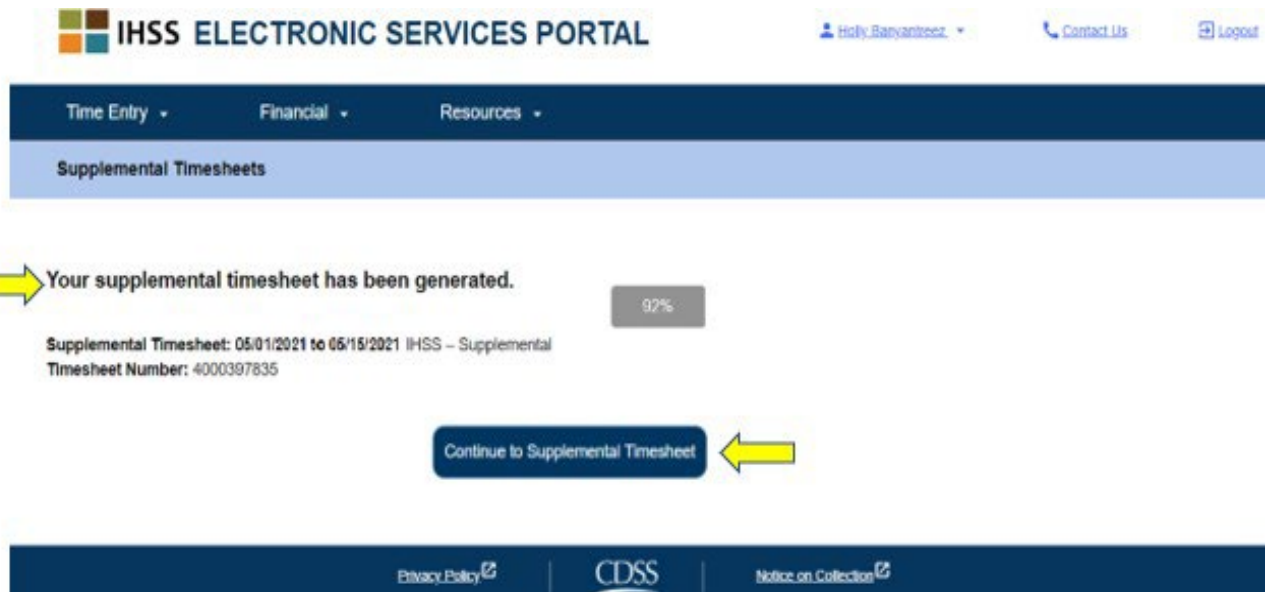 IHSS ELECTRONIC SERVICES PORTAL
Holly Banyantreez
Contact Us
Logout
Time Entry
Financial
Resources
Supplemental Timesheets
Your supplemental timesheet has been generated.
92%
Supplemental Timesheet: 05/01/2021 to 05/15/2021 IHSS – Supplemental
Timesheet Number: 4000397835
Continue to Supplemental Timesheet
Privacy Policy
CDSS
Notice on Collection